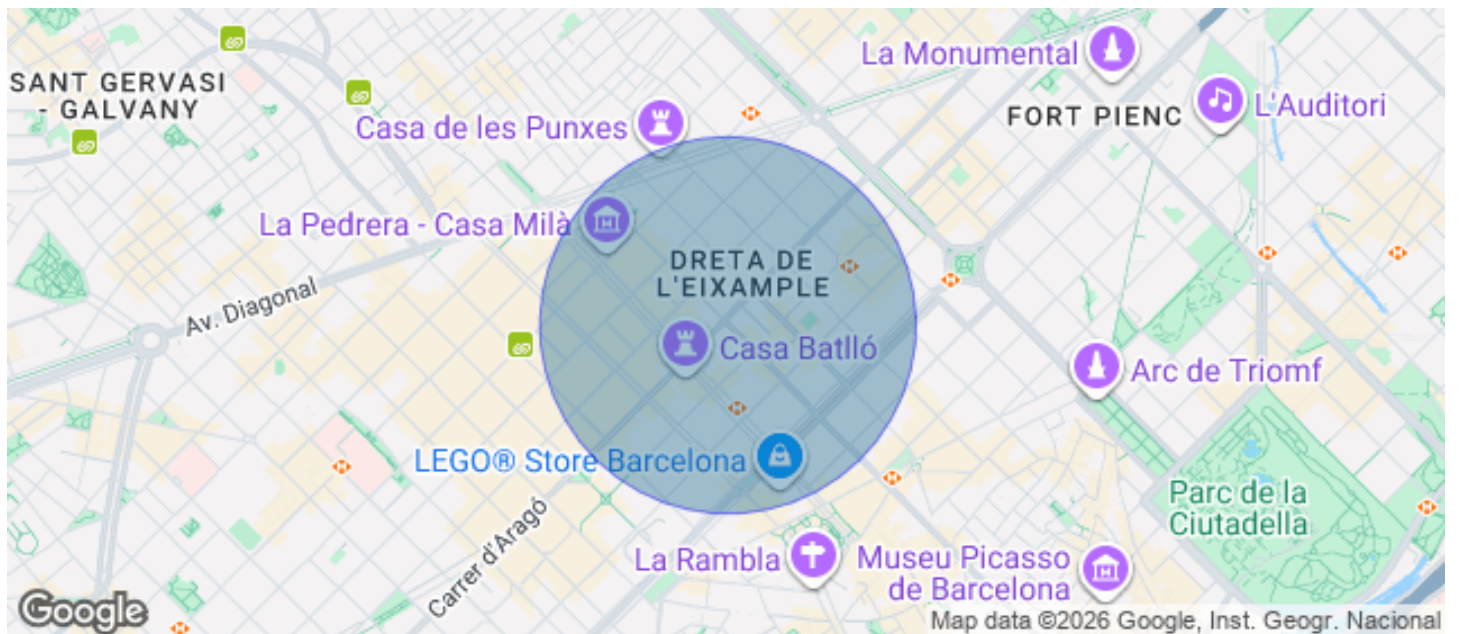 La Monumental
SANT GERVASI
- GALVANY
L'Auditori
FORT PIENC
Casa de les Punxes
La Pedrera - Casa Milà
DRETA DE
L'EIXAMPLE
Av. Diagonal
Casa Batlló
Arc de Triomf
LEGO® Store Barcelona
Parc de la
Ciutadella
Carrer d'Aragó
La Rambla
Museu Picasso
de Barcelona
Google
Map data ©2026 Google, Inst. Geogr. Nacional